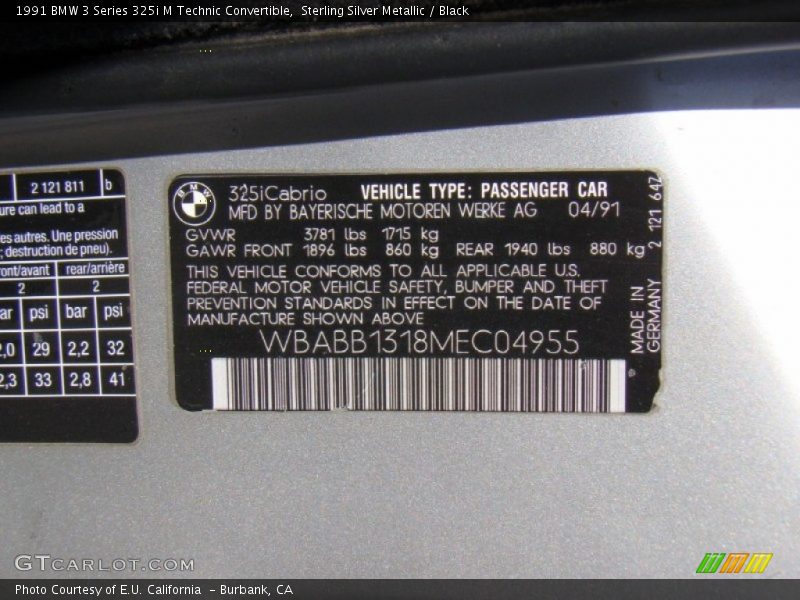 1991 BMW 3 Series 325i M Technic Convertible, Sterling Silver Metallic / Black
2 121 811 b
ure can lead to a
es autres. Une pression
; destruction de pneu).
ront/avant rear/arrière
2 2
ar psi bar psi
2,0 29 2,2 32
2,3 33 2,8 41
BMW
325iCabrio VEHICLE TYPE: PASSENGER CAR
MFD BY BAYERISCHE MOTOREN WERKE AG 04/91
GVWR 3781 lbs 1715 kg
GAWR FRONT 1896 lbs 860 kg REAR 1940 lbs 880 kg
THIS VEHICLE CONFORMS TO ALL APPLICABLE U.S.
FEDERAL MOTOR VEHICLE SAFETY, BUMPER AND THEFT
PREVENTION STANDARDS IN EFFECT ON THE DATE OF
MANUFACTURE SHOWN ABOVE
WBABB1318MEC04955
MADE IN
GERMANY 2 121 647
GTCARLOT.COM
Photo Courtesy of E.U. California - Burbank, CA